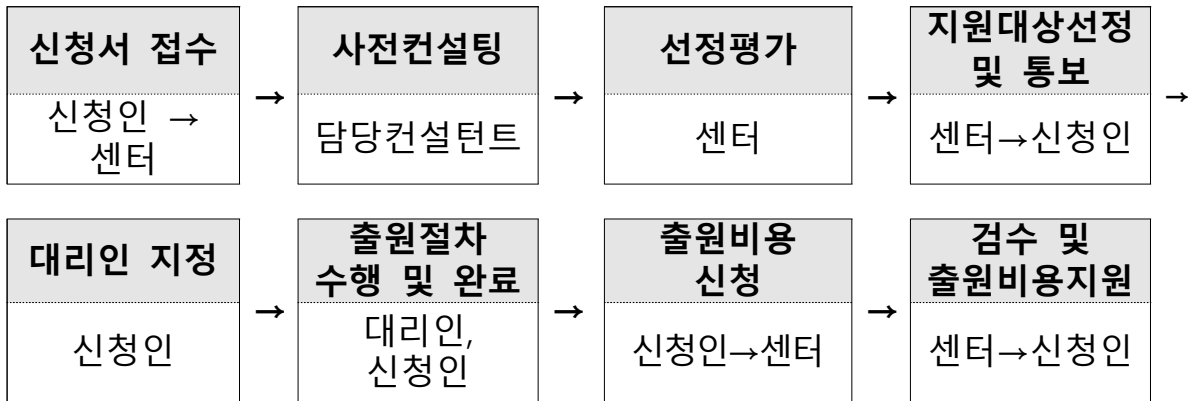 신청서 접수
신청인 →
센터
→
사전컨설팅
담당컨설턴트
→
선정평가
센터
→
지원대상선정
및 통보
센터→신청인
→
대리인 지정
신청인
→
출원절차
수행 및 완료
대리인,
신청인
→
출원비용
신청
신청인→센터
→
검수 및
출원비용지원
센터→신청인